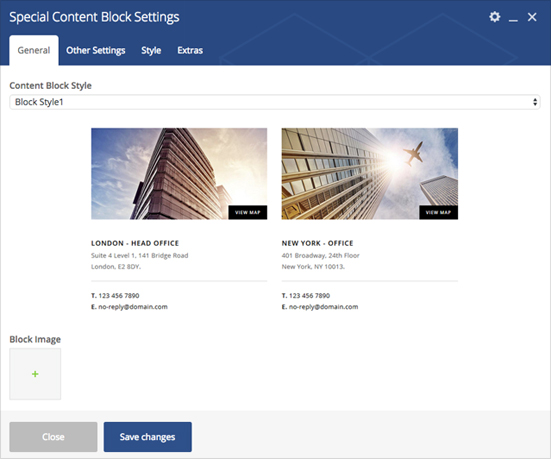 Special Content Block Settings
General Other Settings Style Extras
Content Block Style
Block Style1
VIEW MAP VIEW MAP
LONDON - HEAD OFFICE
Suite 4 Level 1, 141 Bridge Road
London, E2 8DY.
T. 123 456 7890
E. no-reply@domain.com
NEW YORK - OFFICE
401 Broadway, 24th Floor
New York, NY 10013.
T. 123 456 7890
E. no-reply@domain.com
Block Image
+
Close Save changes